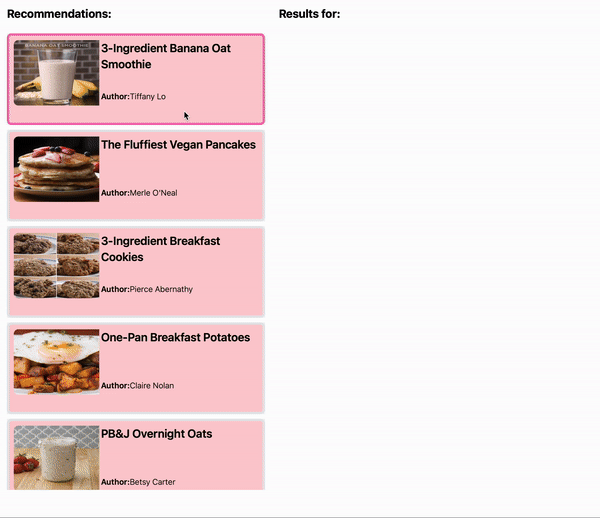 Recommendations:
Results for:
BANANA OAT SMOOTHIE
3-Ingredient Banana Oat
Smoothie
Author:Tiffany Lo
The Fluffiest Vegan Pancakes
Author:Merle O'Neal
3-Ingredient Breakfast
Cookies
Author:Pierce Abernathy
One-Pan Breakfast Potatoes
Author:Claire Nolan
PB&J Overnight Oats
Author:Betsy Carter